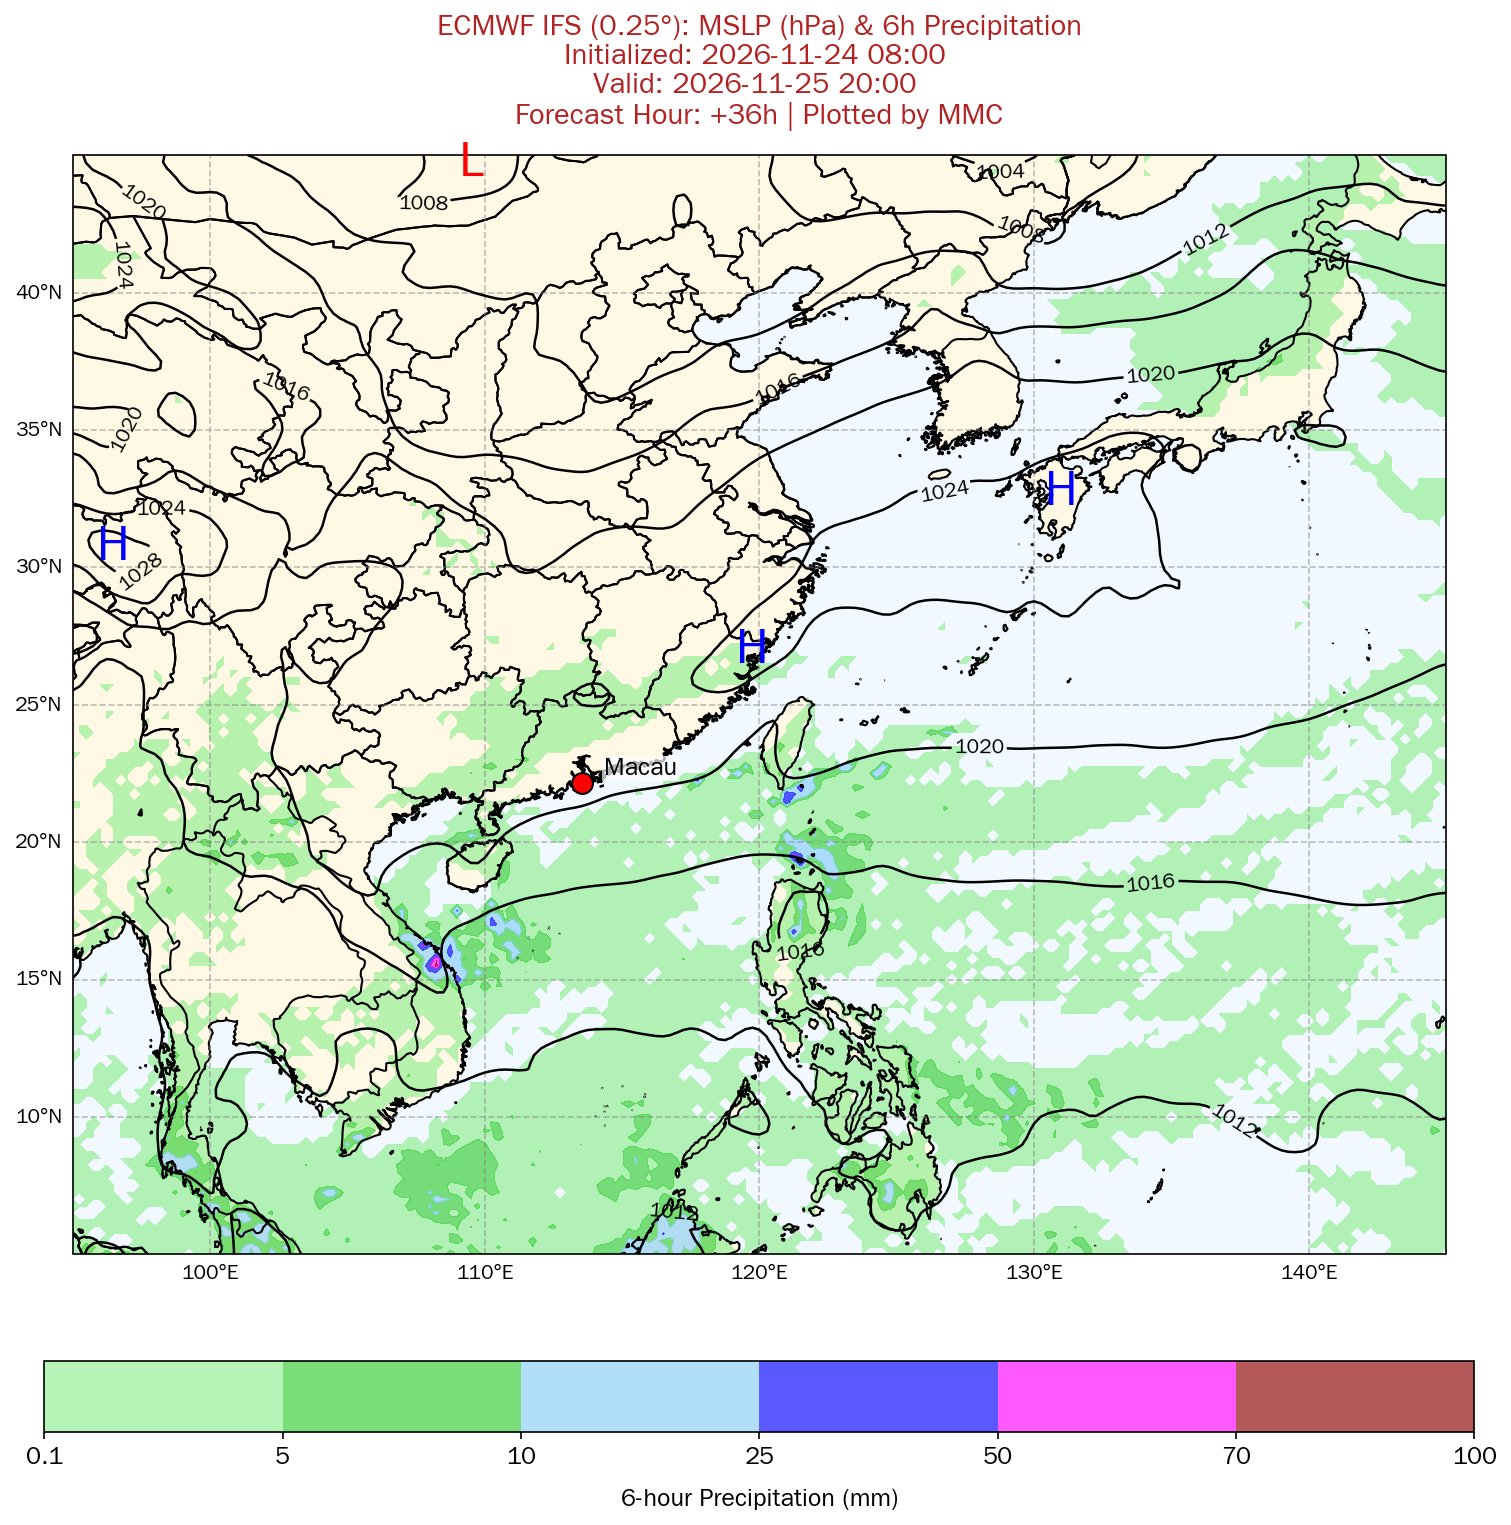 ECMWF IFS (0.25°): MSLP (hPa) & 6h Precipitation
Initialized: 2026-11-24 08:00
Valid: 2026-11-25 20:00
Forecast Hour: +36h | Plotted by MMC
L
1004
1020
1008
1008
1012
1024
40°N
1016
1016
1020
1020
35°N
1024
H
1024
H
1028
30°N
H
25°N
1020
Macau
20°N
1016
1016
15°N
10°N
1012
1012
100°E
110°E
120°E
130°E
140°E
0.1
5
10
25
50
70
100
6-hour Precipitation (mm)